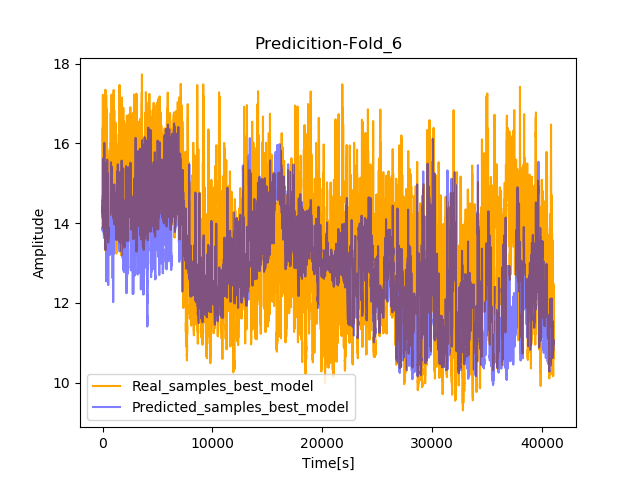 Predicition-Fold_6
18
16
14
12
10
Amplitude
Real_samples_best_model
Predicted_samples_best_model
0
10000
20000
30000
40000
Time[s]